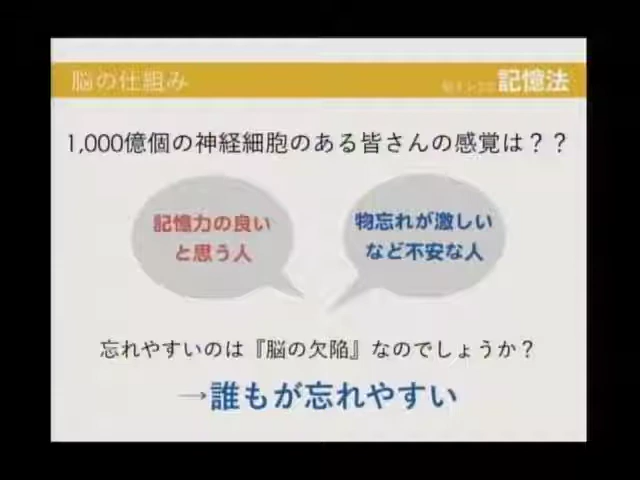 脳の仕組み
記憶法
1,000億個の神経細胞のある皆さんの感覚は？？
記憶力の良い
と思う人
物忘れが激しい
など不安な人
忘れやすいのは『脳の欠陥』なのでしょうか？
→誰もが忘れやすい